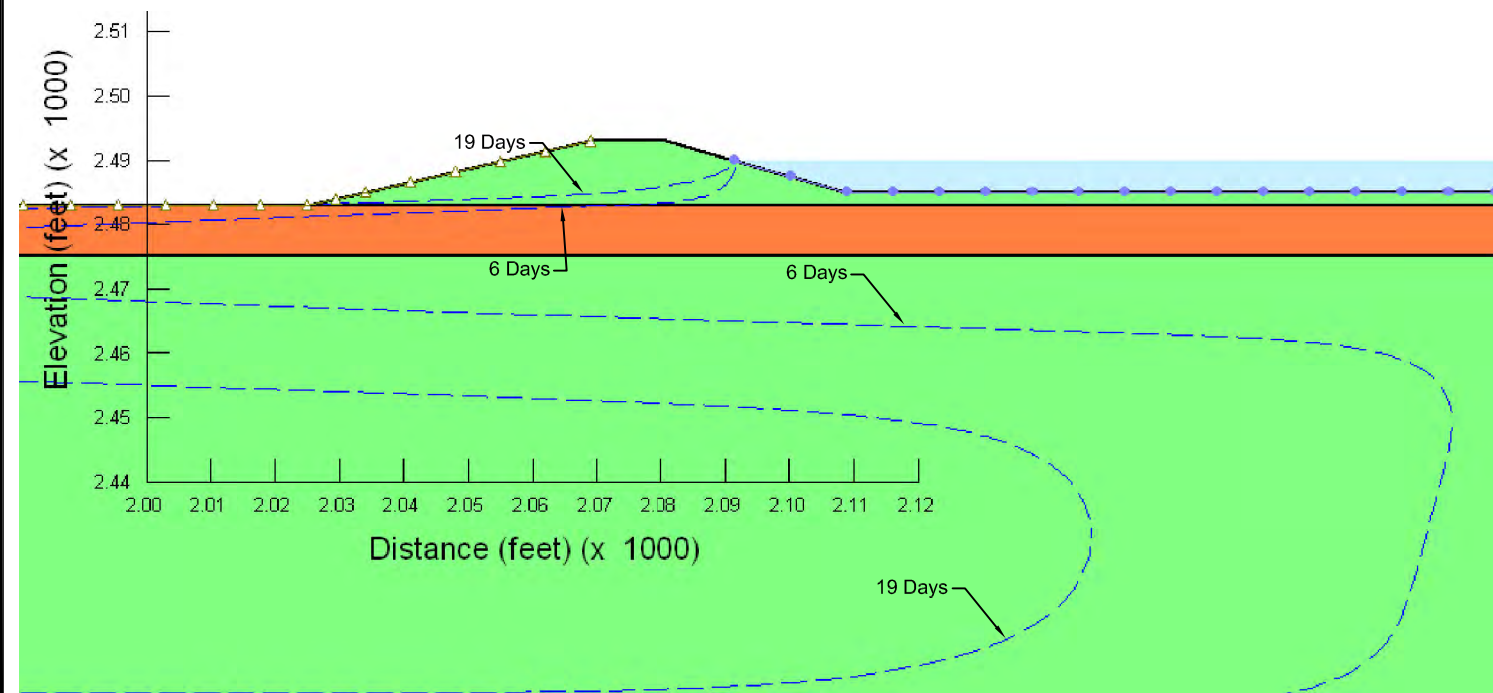 2.51
2.50
2.49
2.48
2.47
2.46
2.45
2.44
Elevation (feet) (x 1000)
19 Days
6 Days
6 Days
19 Days
2.00 2.01 2.02 2.03 2.04 2.05 2.06 2.07 2.08 2.09 2.10 2.11 2.12
Distance (feet) (x 1000)